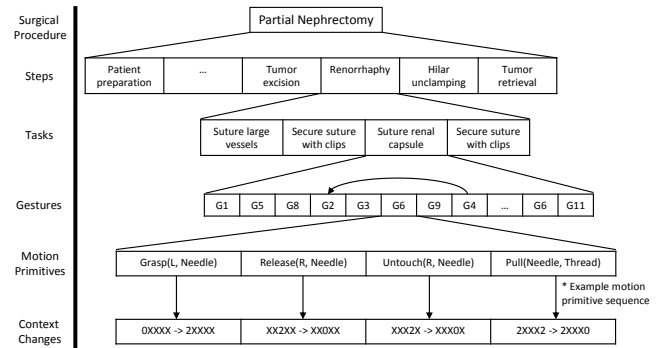 Surgical
Procedure
Partial Nephrectomy
Steps
Patient
preparation
...
Tumor
excision
Renorrhaphy
Hilar
unclamping
Tumor
retrieval
Tasks
Suture large
vessels
Secure suture
with clips
Suture renal
capsule
Secure suture
with clips
Gestures
G1 G5 G8 G2 G3 G6 G9 G4 ... G6 G11
Motion
Primitives
Grasp(L, Needle) Release(R, Needle) Untouch(R, Needle) Pull(Needle, Thread)
* Example motion
primitive sequence
Context
Changes
0XXXX -> 2XXXX XX2XX -> XX0XX XXX2X -> XXX0X 2XXX2 -> 2XXX0